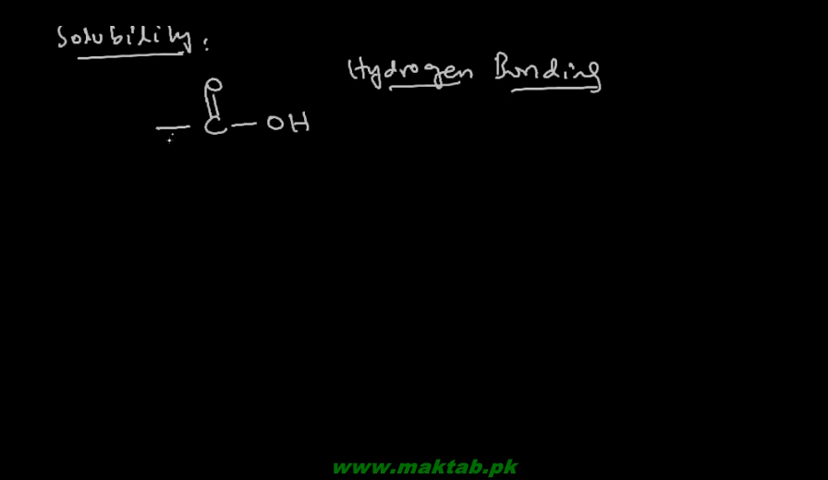 Solubility:
Hydrogen Bonding
O
C - OH
www.maktab.pk